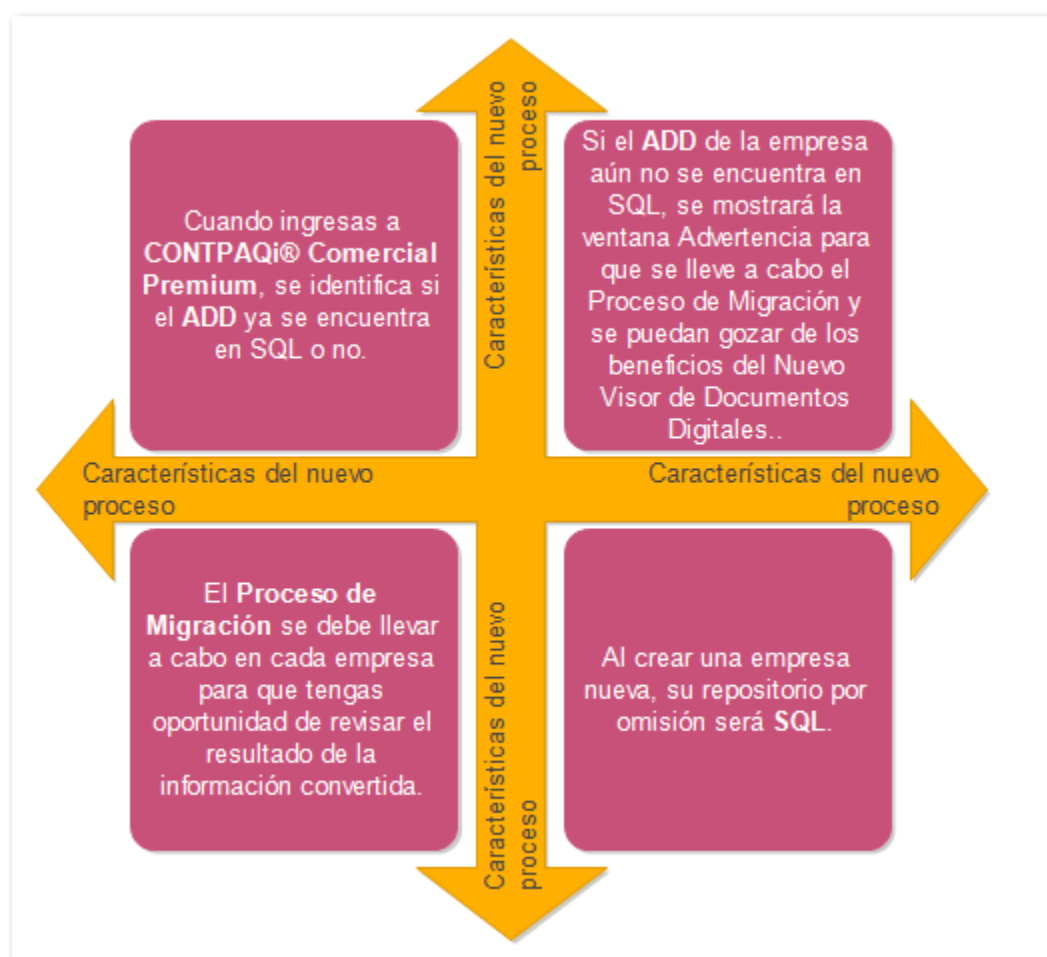 Características del nuevo
proceso
Cuando ingresas a
CONTPAQi® Comercial
Premium, se identifica si
el ADD ya se encuentra
en SQL o no.
Si el ADD de la empresa
aún no se encuentra en
SQL, se mostrará la
ventana Advertencia para
que se lleve a cabo el
Proceso de Migración y
se puedan gozar de los
beneficios del Nuevo
Visor de Documentos
Digitales..
Características del nuevo
proceso
Características del nuevo
proceso
El Proceso de
Migración se debe llevar
a cabo en cada empresa
para que tengas
oportunidad de revisar el
resultado de la
información convertida.
Características del nuevo
proceso
Al crear una empresa
nueva, su repositorio por
omisión será SQL.